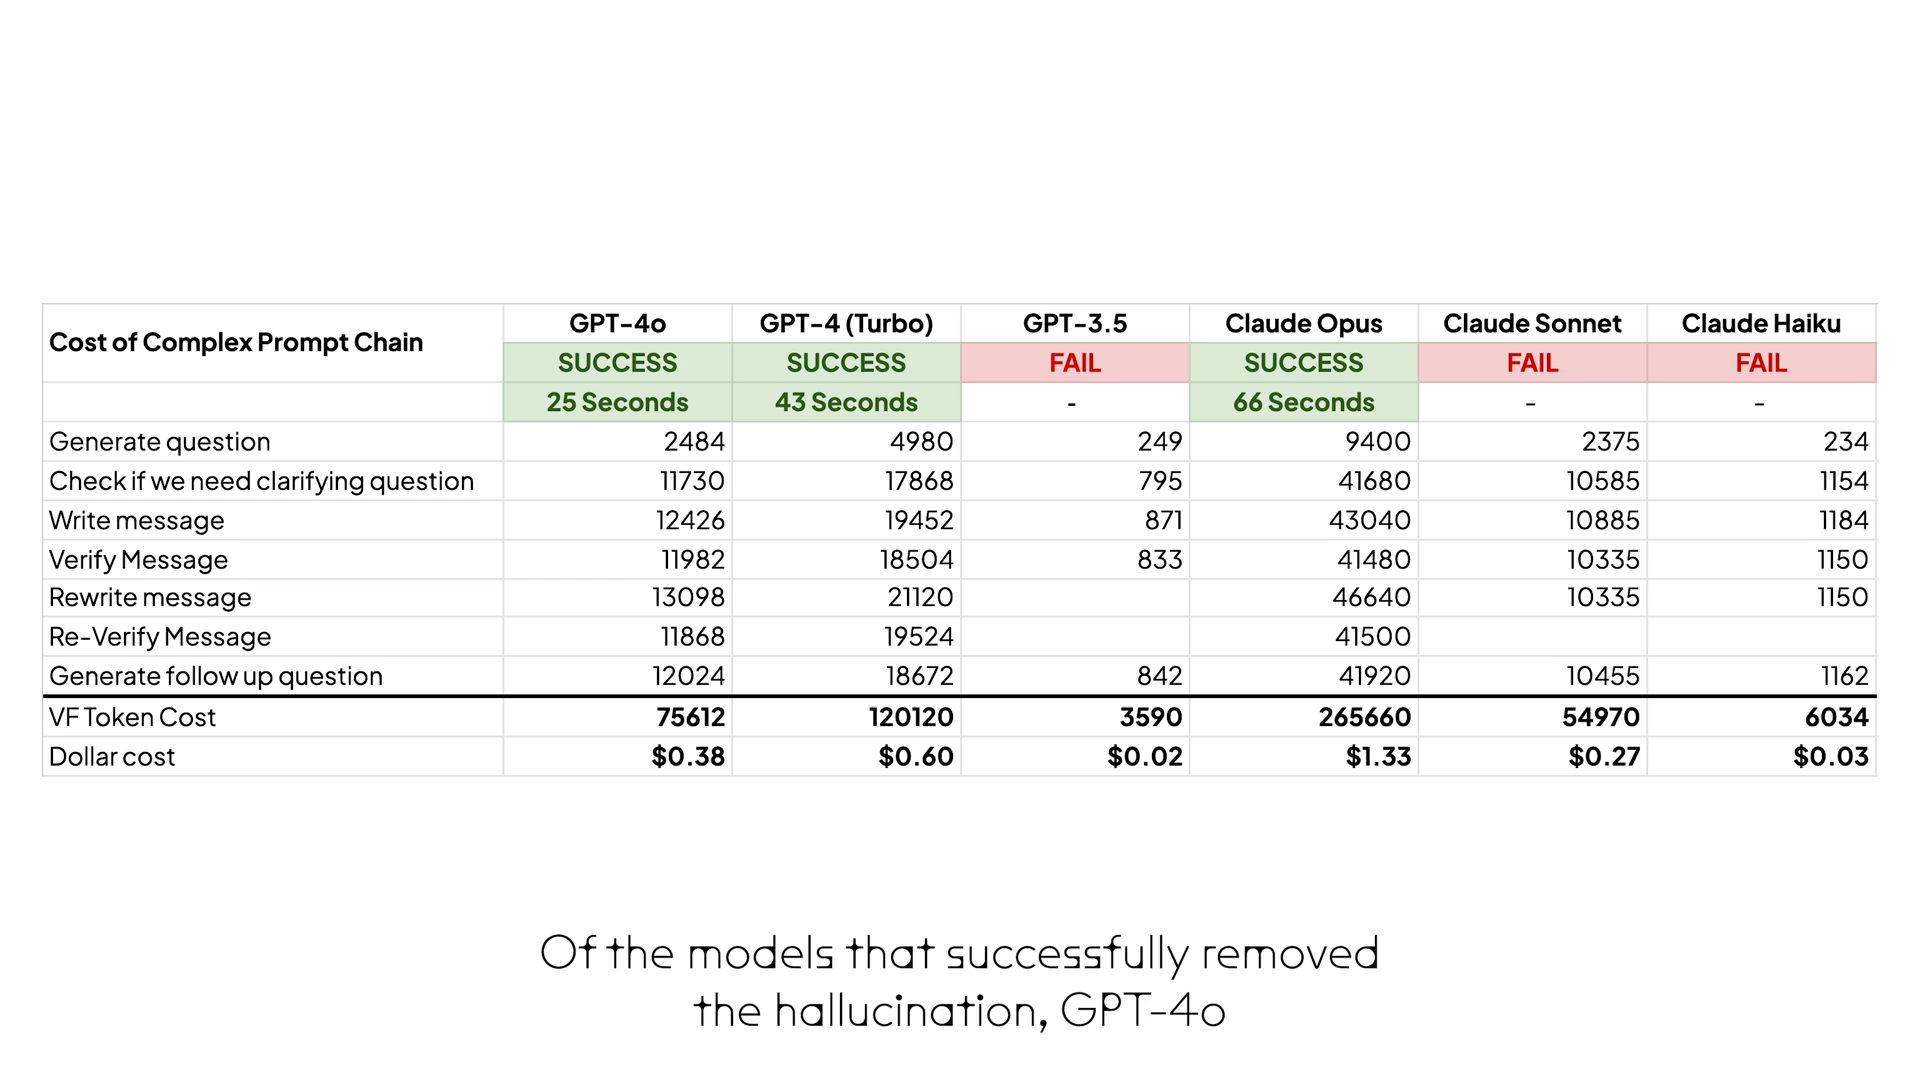 Cost of Complex Prompt Chain GPT-4o GPT-4 (Turbo) GPT-3.5 Claude Opus Claude Sonnet Claude Haiku
SUCCESS SUCCESS FAIL SUCCESS FAIL FAIL
25 Seconds 43 Seconds - 66 Seconds - -
Generate question 2484 4980 249 9400 2375 234
Check if we need clarifying question 11730 17868 795 41680 10585 1154
Write message 12426 19452 871 43040 10885 1184
Verify Message 11982 18504 833 41480 10335 1150
Rewrite message 13098 21120 46640 10335 1150
Re-Verify Message 11868 19524 41500
Generate follow up question 12024 18672 842 41920 10455 1162
VF Token Cost 75612 120120 3590 265660 54970 6034
Dollar cost $0.38 $0.60 $0.02 $1.33 $0.27 $0.03
Of the models that successfully removed
the hallucination, GPT-4o